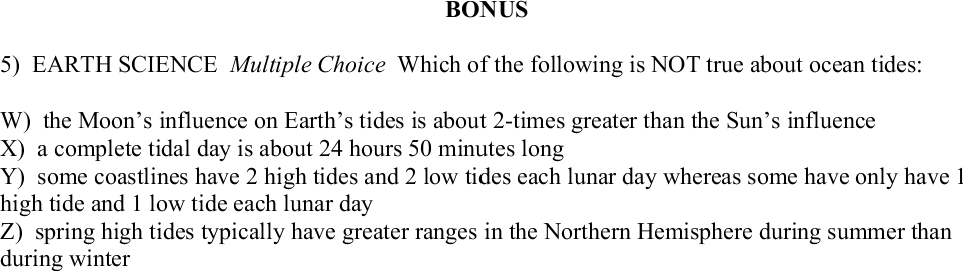 BONUS
5) EARTH SCIENCE Multiple Choice Which of the following is NOT true about ocean tides:
W) the Moon’s influence on Earth’s tides is about 2-times greater than the Sun’s influence
X) a complete tidal day is about 24 hours 50 minutes long
Y) some coastlines have 2 high tides and 2 low tides each lunar day whereas some have only have 1
high tide and 1 low tide each lunar day
Z) spring high tides typically have greater ranges in the Northern Hemisphere during summer than
during winter